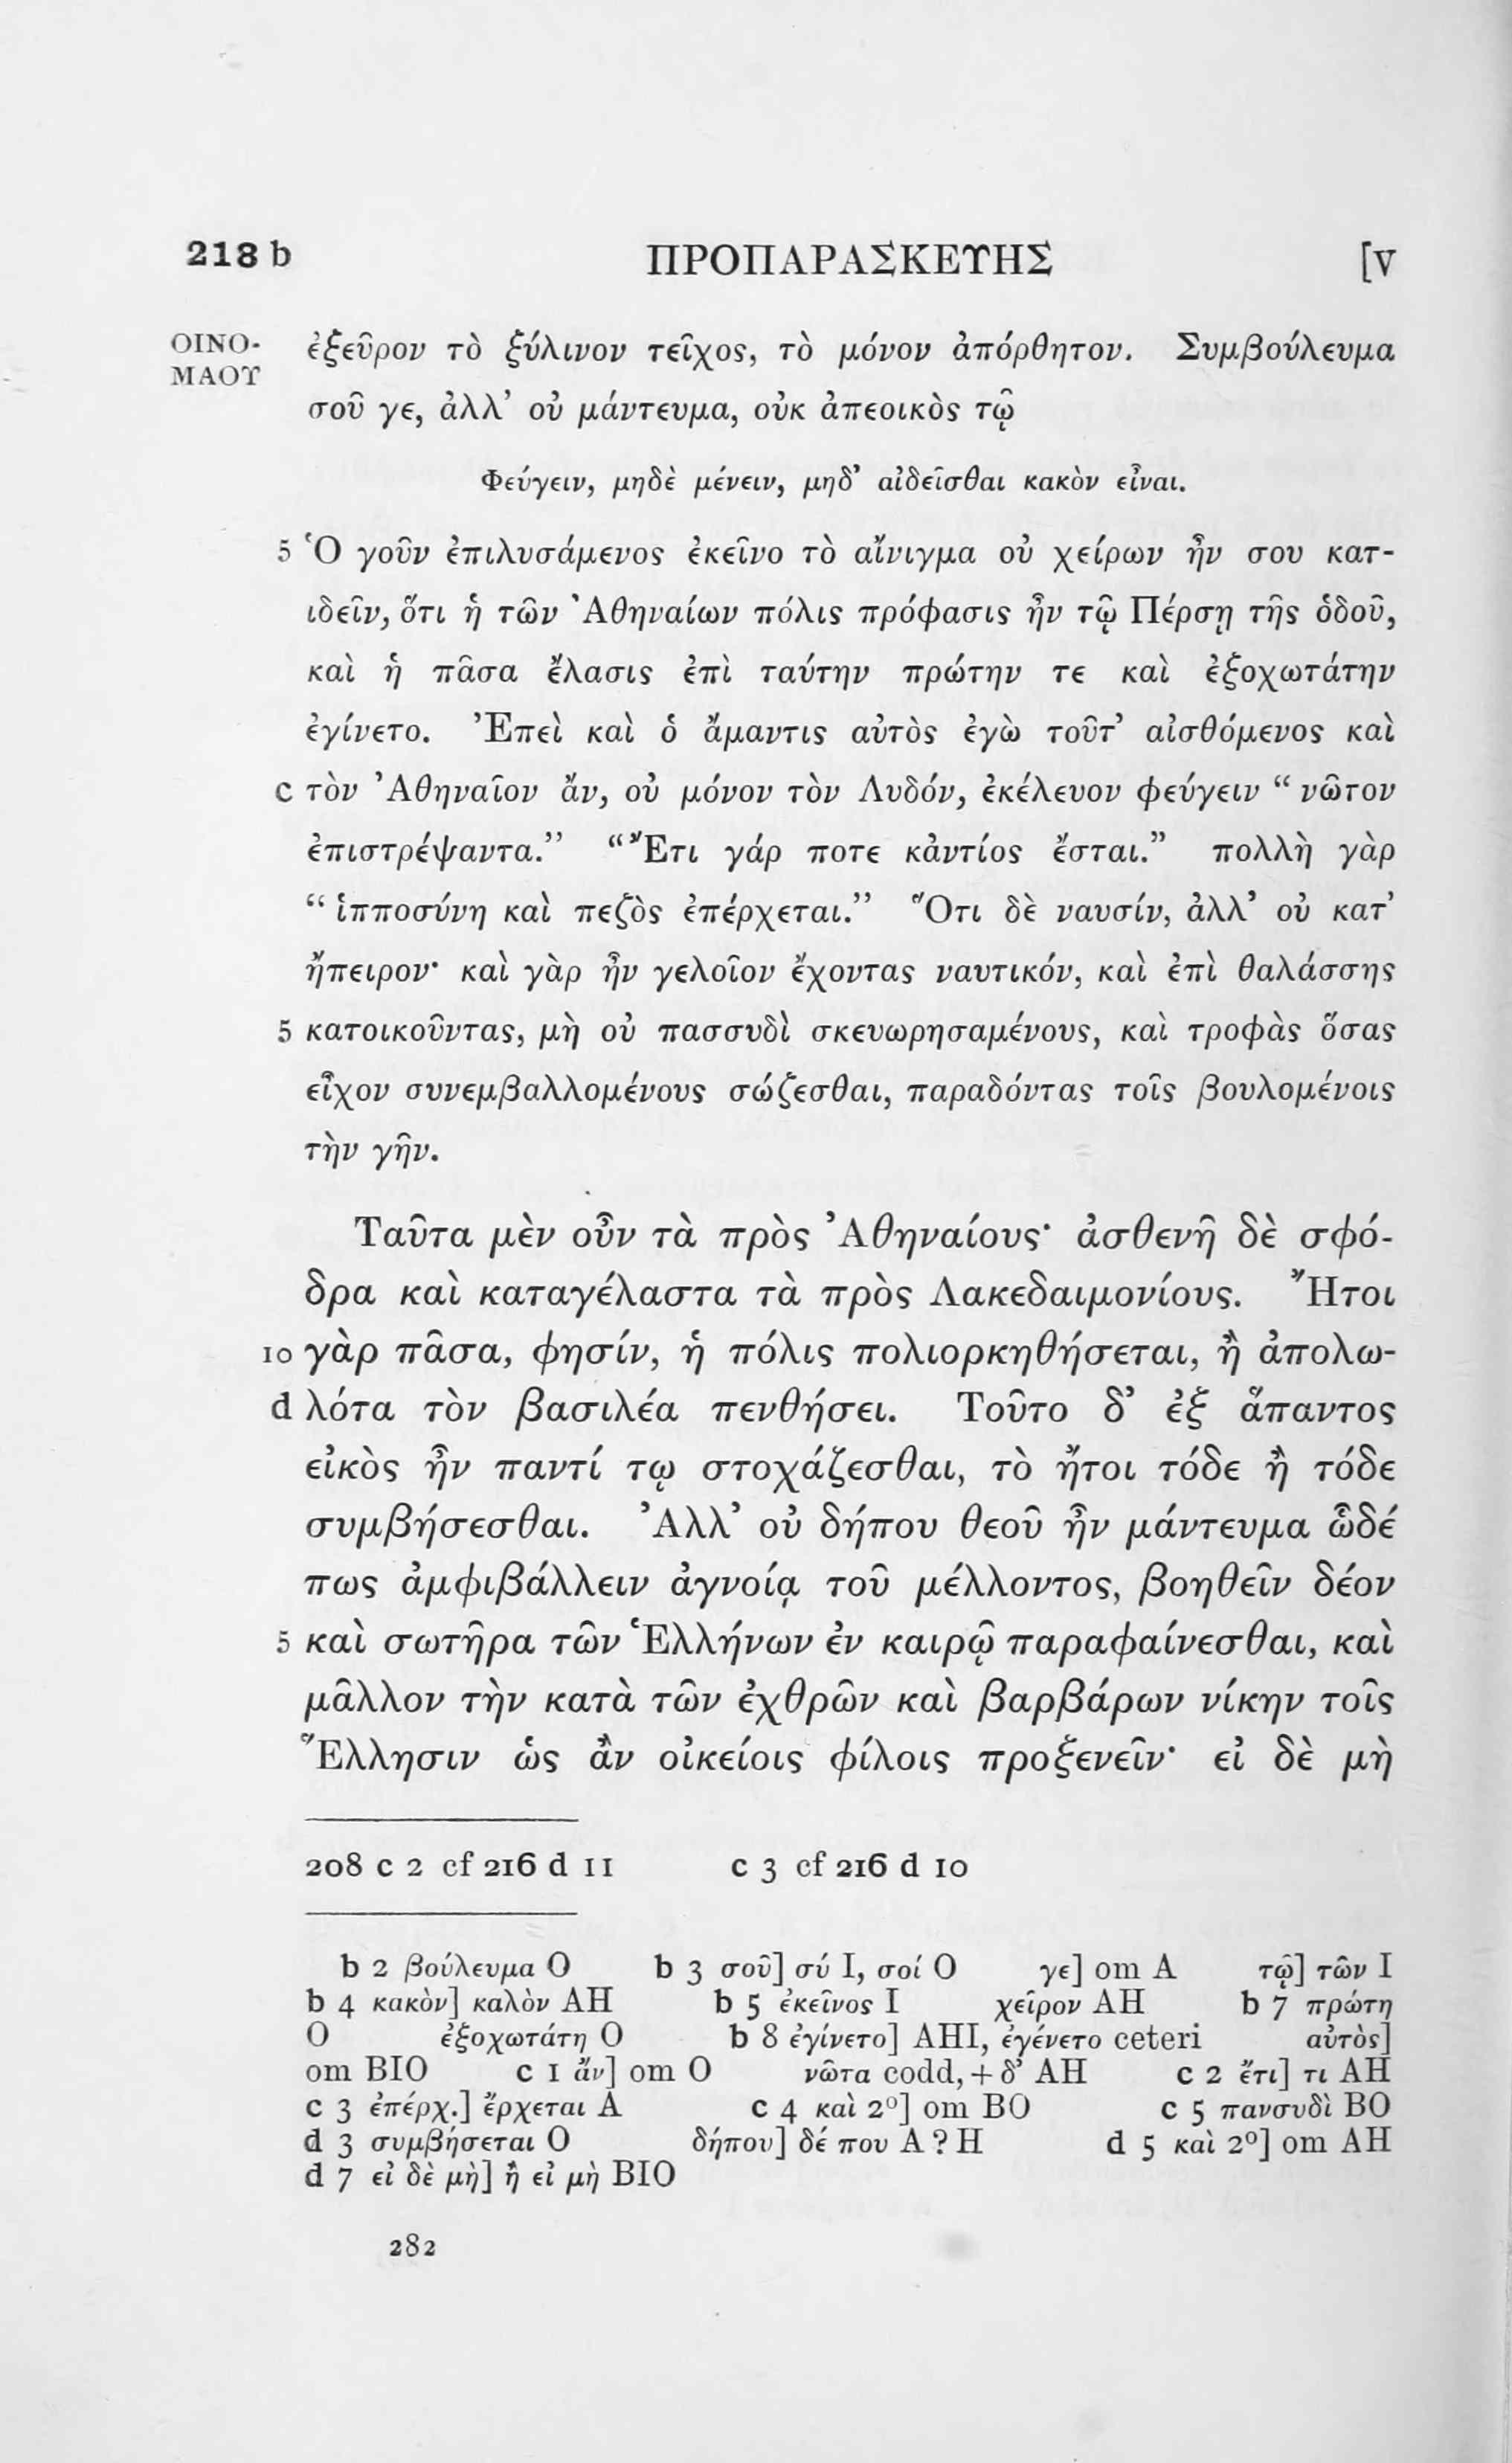 218 b ΠΡΟΠΑΡΑΣΚΕΥΗΣ [V
ΟΙΝΟ-
ΜΑΟΥ
ἐξεῦρον τὸ ξύλινον τεῖχος, τὸ μόνον ἀπόρθητον. Συμβούλευμα
σοῦ γε, ἀλλ’ οὐ μάντευμα, οὐκ ἀπεοικὸς τῷ
Φεύγειν, μηδὲ μένειν, μηδ’ αἰδεῖσθαι κακὸν εἶναι.
5 Ὁ γοῦν ἐπιλυσάμενος ἐκεῖνο τὸ αἴνιγμα οὐ χείρων ἦν σου κατ-
ιδεῖν, ὅτι ἡ τῶν Ἀθηναίων πόλις πρόφασις ἦν τῷ Πέρσῃ τῆς ὁδοῦ,
καὶ ἡ πᾶσα ἔλασις ἐπὶ ταύτην πρώτην τε καὶ ἐξοχωτάτην
ἐγίνετο. Ἐπεὶ καὶ ὁ ἄμαντις αὐτὸς ἐγὼ τοῦτ’ αἰσθόμενος καὶ
c τὸν Ἀθηναῖον ἄν, οὐ μόνον τὸν Λυδόν, ἐκέλευον φεύγειν “ νῶτον
ἐπιστρέψαντα.” “Ἔτι γάρ ποτε κἀντίος ἔσται.” πολλὴ γὰρ
“ ἱπποσύνη καὶ πεζὸς ἐπέρχεται.” Ὅτι δὲ ναυσίν, ἀλλ’ οὐ κατ’
ἤπειρον· καὶ γὰρ ἦν γελοῖον ἔχοντας ναυτικόν, καὶ ἐπὶ θαλάσσης
5 κατοικοῦντας, μὴ οὐ πασσυδὶ σκευωρησαμένους, καὶ τροφὰς ὅσας
εἶχον συνεμβαλλομένους σώζεσθαι, παραδόντας τοῖς βουλομένοις
τὴν γῆν.
Ταῦτα μὲν οὖν τὰ πρὸς Ἀθηναίους· ἀσθενῆ δὲ σφό-
δρα καὶ καταγέλαστα τὰ πρὸς Λακεδαιμονίους. Ἤτοι
10 γὰρ πᾶσα, φησίν, ἡ πόλις πολιορκηθήσεται, ἢ ἀπολω-
d λότα τὸν βασιλέα πενθήσει. Τοῦτο δ’ ἐξ ἅπαντος
εἰκὸς ἦν παντί τῳ στοχάζεσθαι, τὸ ἤτοι τόδε ἢ τόδε
συμβήσεσθαι. Ἀλλ’ οὐ δήπου θεοῦ ἦν μάντευμα ὧδέ
πως ἀμφιβάλλειν ἀγνοίᾳ τοῦ μέλλοντος, βοηθεῖν δέον
5 καὶ σωτῆρα τῶν Ἑλλήνων ἐν καιρῷ παραφαίνεσθαι, καὶ
μᾶλλον τὴν κατὰ τῶν ἐχθρῶν καὶ βαρβάρων νίκην τοῖς
Ἕλλησιν ὡς ἂν οἰκείοις φίλοις προξενεῖν· εἰ δὲ μὴ
208 c 2 cf 216 d 11 c 3 cf 216 d 10
b 2 βούλευμα O b 3 σοῦ] σύ I, σοί O γε] om A τῷ] τῶν I
b 4 κακὸν] καλὸν AH b 5 ἐκεῖνος I χεῖρον AH b 7 πρώτη
O ἐξοχωτάτη O b 8 ἐγίνετο] AHI, ἐγένετο ceteri αὐτὸς]
om BIO c 1 ἄν] om O νῶτα codd, + δ’ AH c 2 ἔτι] τι AH
c 3 ἐπέρχ.] ἔρχεται A c 4 καὶ 2º] om BO c 5 πανσυδὶ BO
d 3 συμβήσεται O δήπου] δέ που A ? H d 5 καὶ 2º] om AH
d 7 εἰ δὲ μὴ] ἢ εἰ μὴ BIO
282